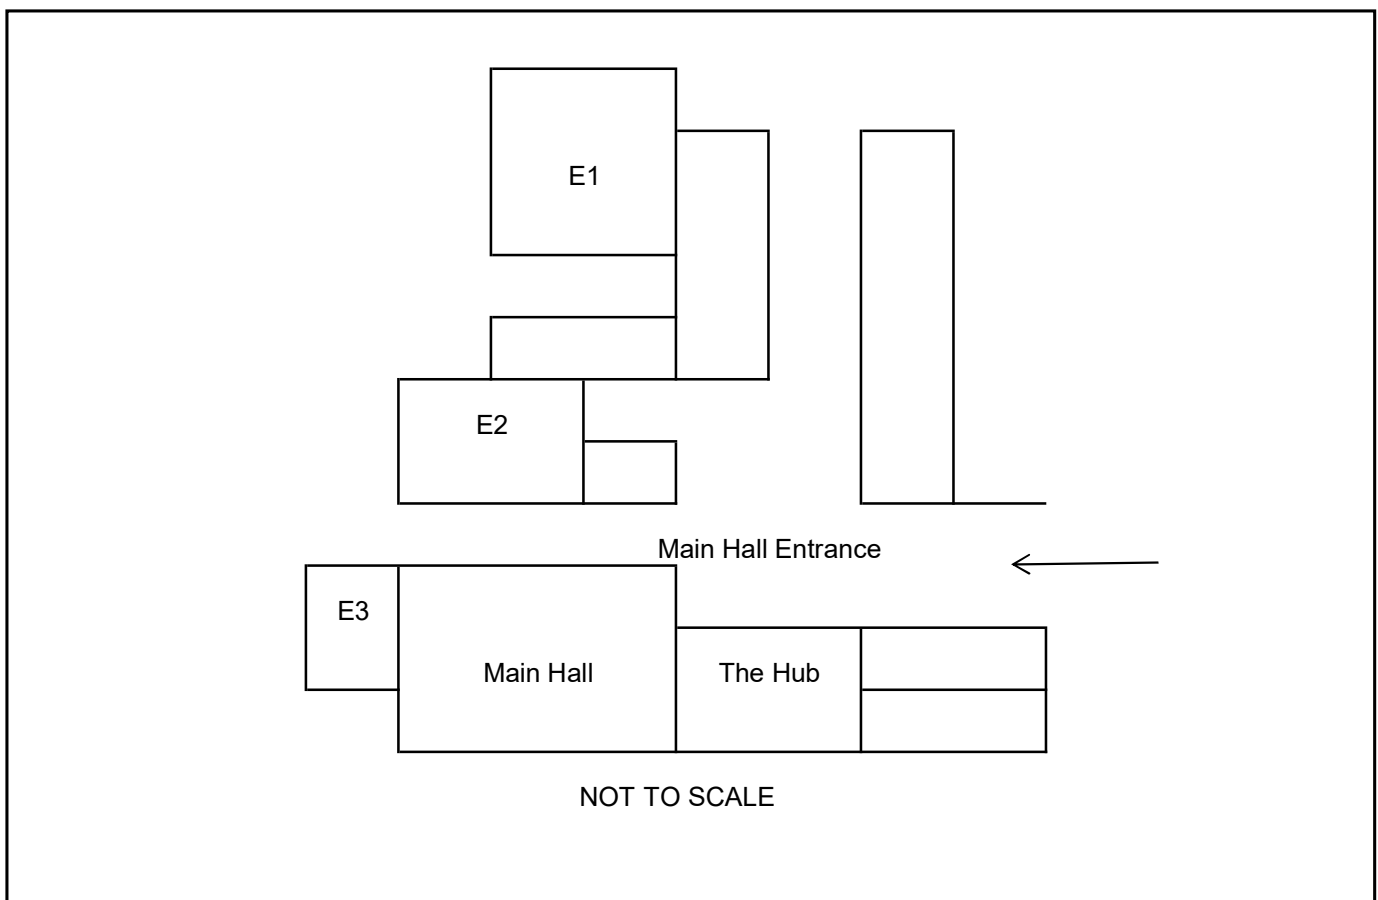 E1
E2
Main Hall Entrance
E3
Main Hall
The Hub
NOT TO SCALE